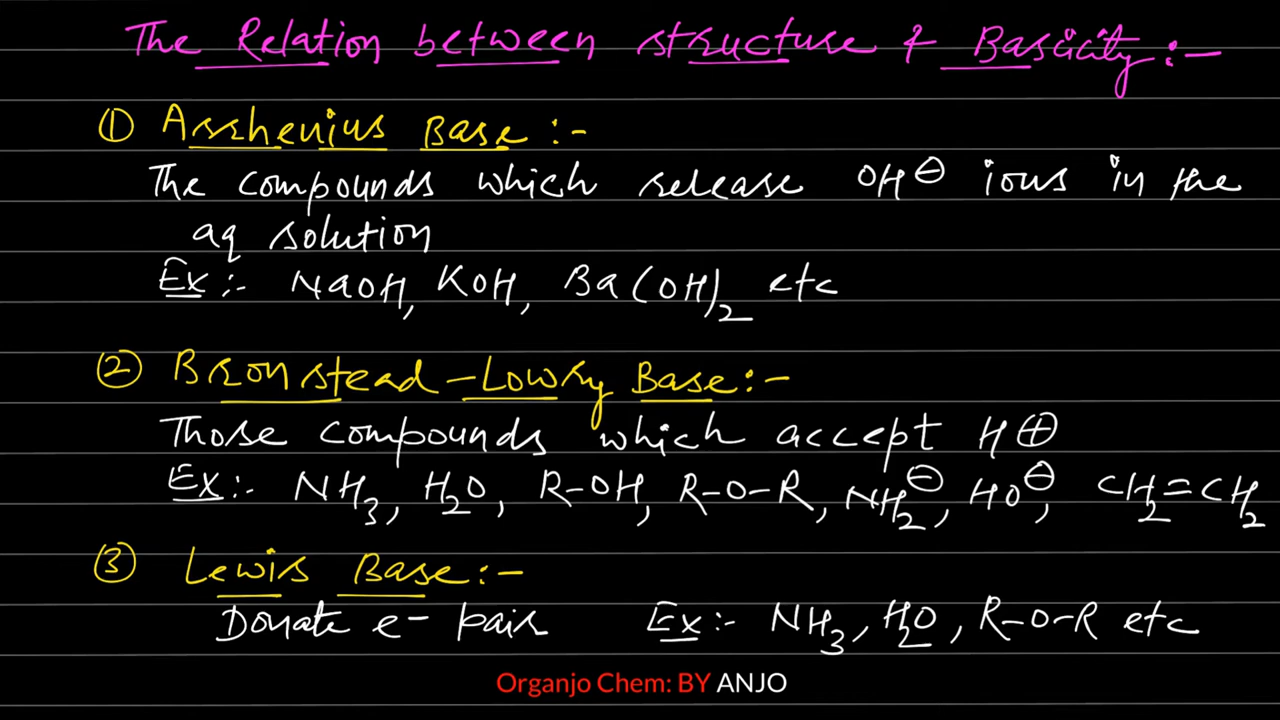 The Relation between structure & Basicity:-
① Arrhenius Base :-
The compounds which release OH⊖ ions in the
aq solution
Ex :- NaOH, KOH, Ba(OH)₂ etc
② Bronstead-Lowry Base:-
Those compounds which accept H⊕
Ex:- NH₃, H₂O, R-OH, R-O-R, NH₂⊖, HO⊖, CH₂=CH₂
③ Lewis Base:-
Donate e- pair Ex:- NH₃, H₂O, R-O-R etc
Organjo Chem: BY ANJO